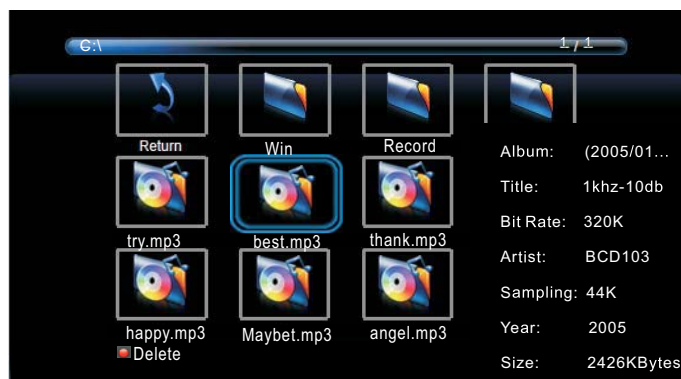 G:\ 1/1
Return Win Record
try.mp3 best.mp3 thank.mp3
happy.mp3 Maybet.mp3 angel.mp3
Delete
Album: (2005/01...
Title: 1khz-10db
Bit Rate: 320K
Artist: BCD103
Sampling: 44K
Year: 2005
Size: 2426KBytes